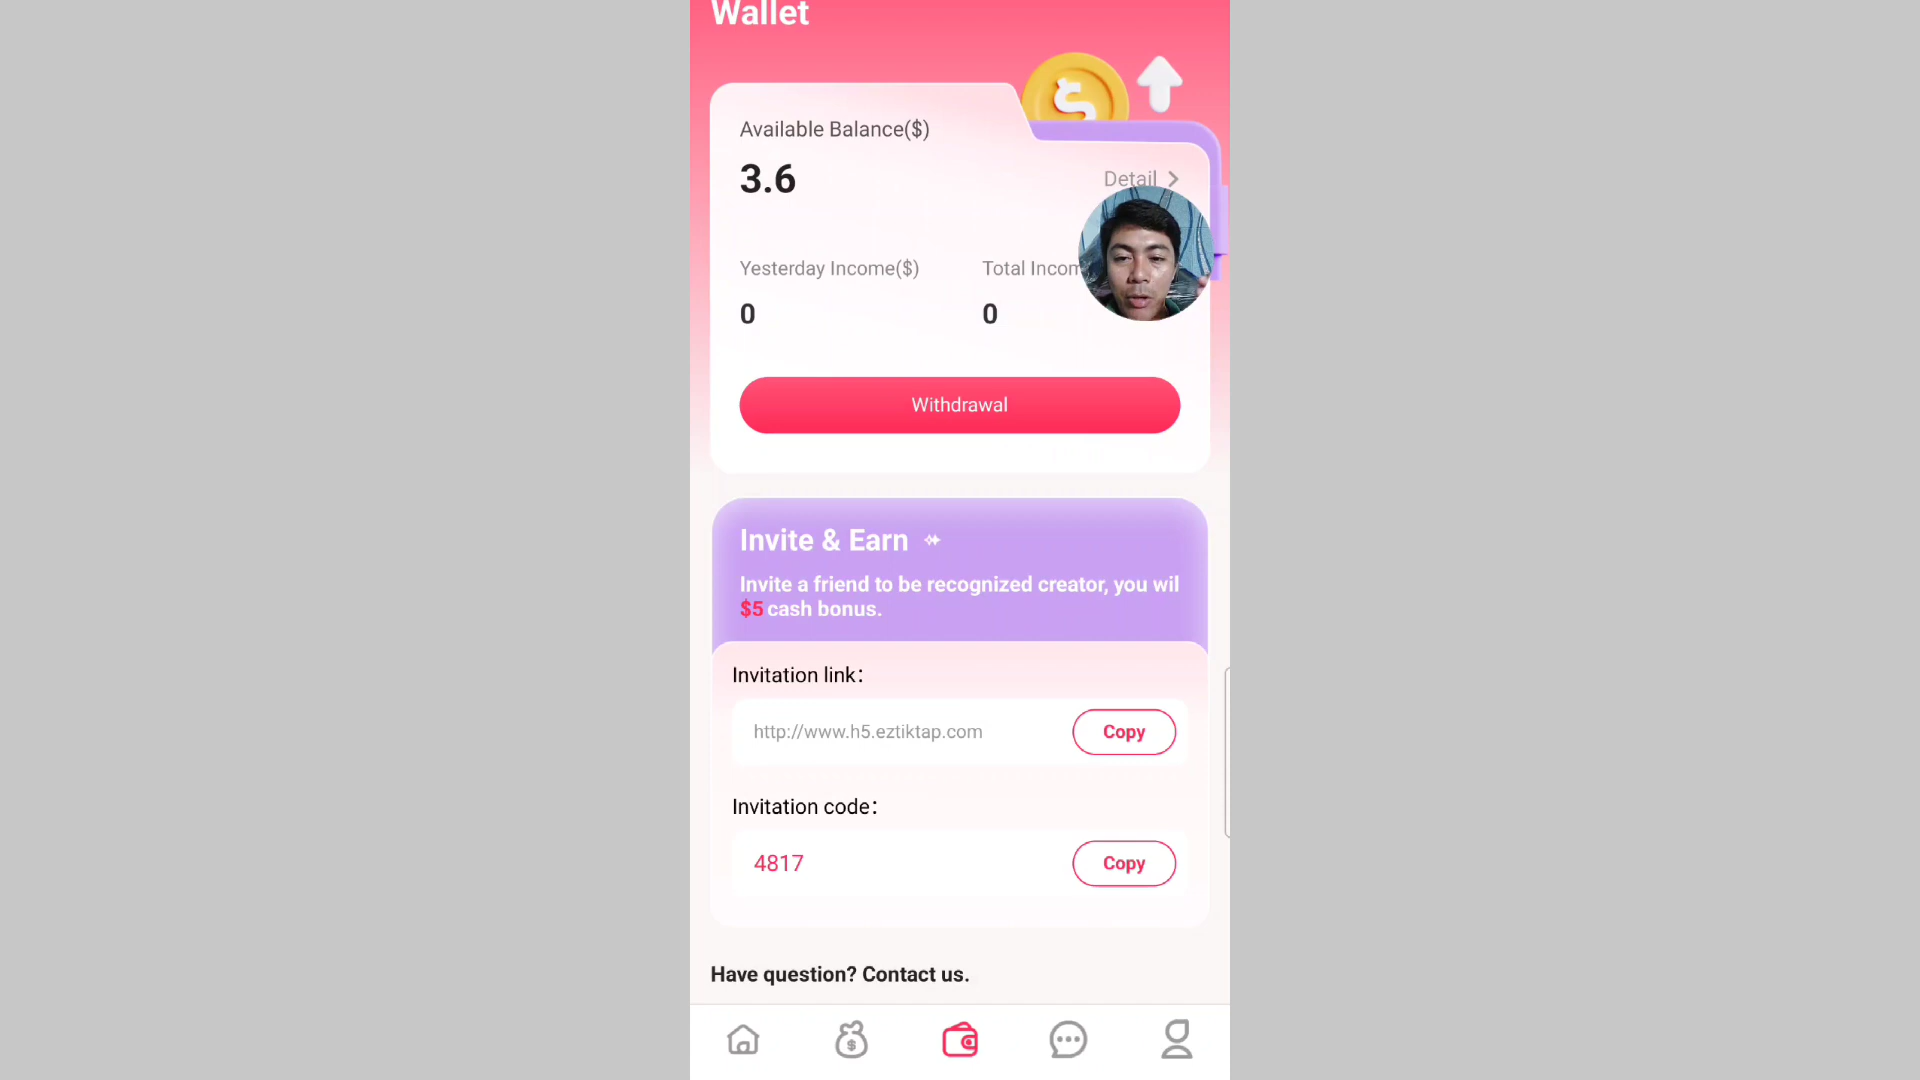 Wallet
Available Balance($)
3.6
Detail
Yesterday Income($)
Total Incom
0
0
Withdrawal
Invite & Earn
Invite a friend to be recognized creator, you wil
$5 cash bonus.
Invitation link:
http://www.h5.eztiktap.com
Copy
Invitation code:
4817
Copy
Have question? Contact us.